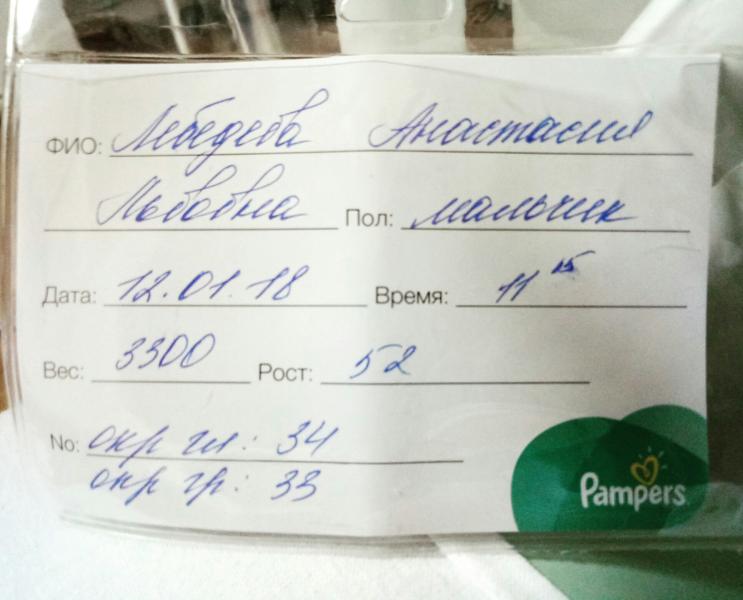 ФИО: Лебедева Анастасия
Львовна Пол: мальчик
Дата: 12.01.18 Время: 11 15
Вес: 3300 Рост: 52
No: окр гл: 34
окр гр: 33
Pampers